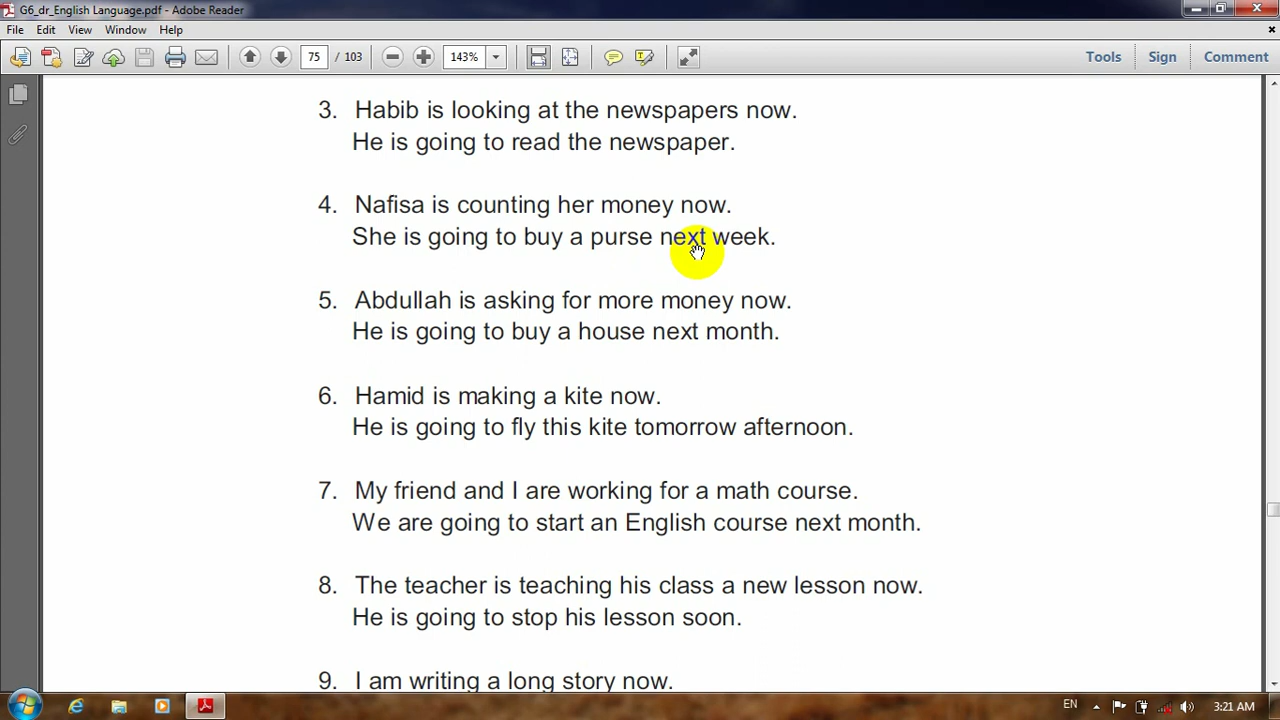 G6_dr_English Language.pdf - Adobe Reader
File Edit View Window Help
75 / 103 143% Tools Sign Comment
3. Habib is looking at the newspapers now.
He is going to read the newspaper.
4. Nafisa is counting her money now.
She is going to buy a purse next week.
5. Abdullah is asking for more money now.
He is going to buy a house next month.
6. Hamid is making a kite now.
He is going to fly this kite tomorrow afternoon.
7. My friend and I are working for a math course.
We are going to start an English course next month.
8. The teacher is teaching his class a new lesson now.
He is going to stop his lesson soon.
9. I am writing a long story now.
EN 3:21 AM